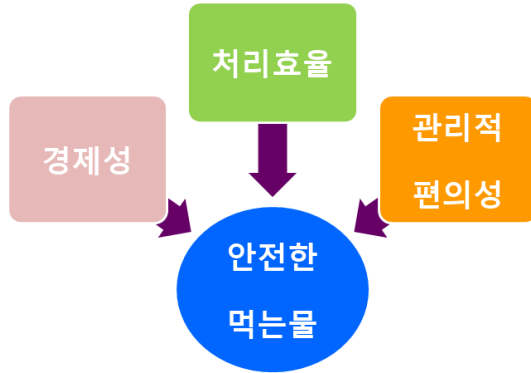 처리효율
경제성
관리적
편의성
안전한
먹는물